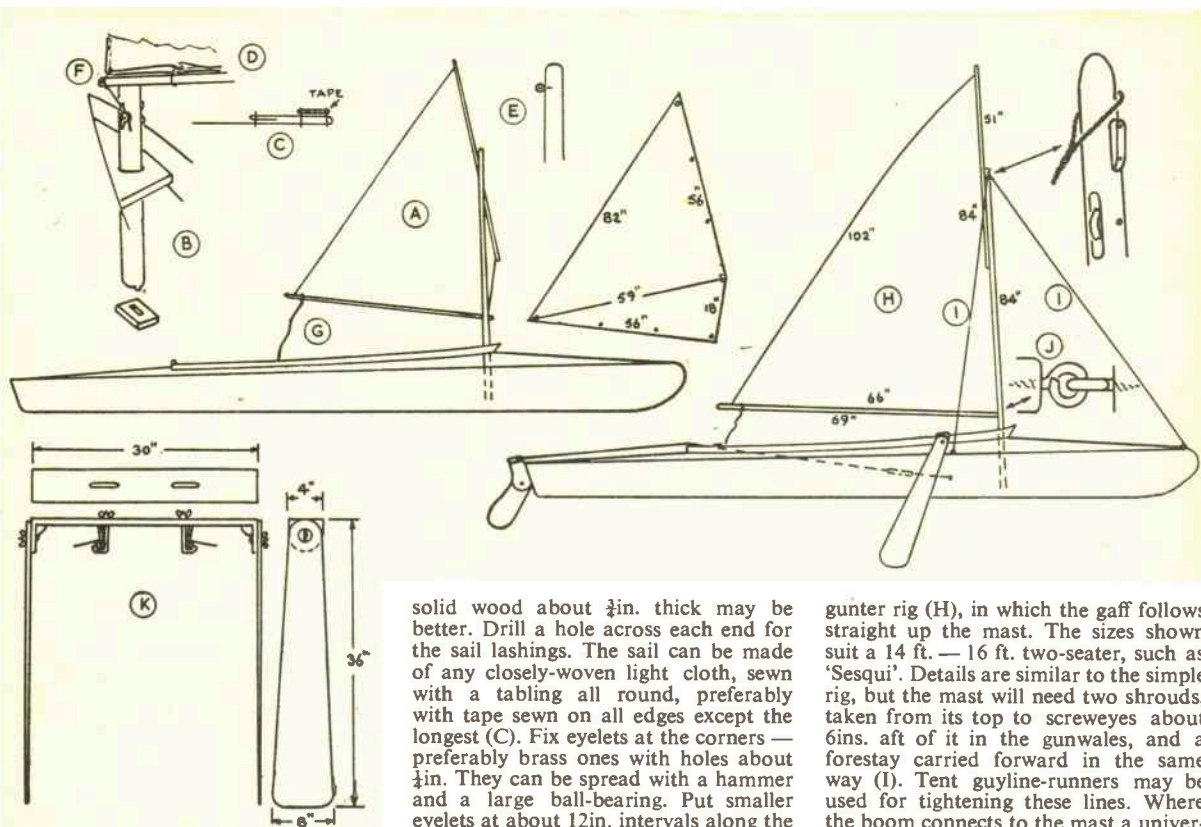 F
D
TAPE
C
B
A
G
E
82"
56"
59"
56"
18"
51"
84"
102"
H
I
84"
I
J
66"
69"
30"
4"
K
36"
8"
solid wood about ¾in. thick may be
better. Drill a hole across each end for
the sail lashings. The sail can be made
of any closely-woven light cloth, sewn
with a tabling all round, preferably
with tape sewn on all edges except the
longest (C). Fix eyelets at the corners —
preferably brass ones with holes about
in. They can be spread with a hammer
and a large ball-bearing. Put smaller
eyelets at about 12in. intervals along the
gunter rig (H), in which the gaff follows
straight up the mast. The sizes shown
suit a 14 ft. — 16 ft. two-seater, such as
'Sesqui'. Details are similar to the simple
rig, but the mast will need two shrouds,
taken from its top to screweyes about
6ins. aft of it in the gunwales, and a
forestay carried forward in the same
way (I). Tent guyline-runners may be
used for tightening these lines. Where
the boom connects to the mast a univer-